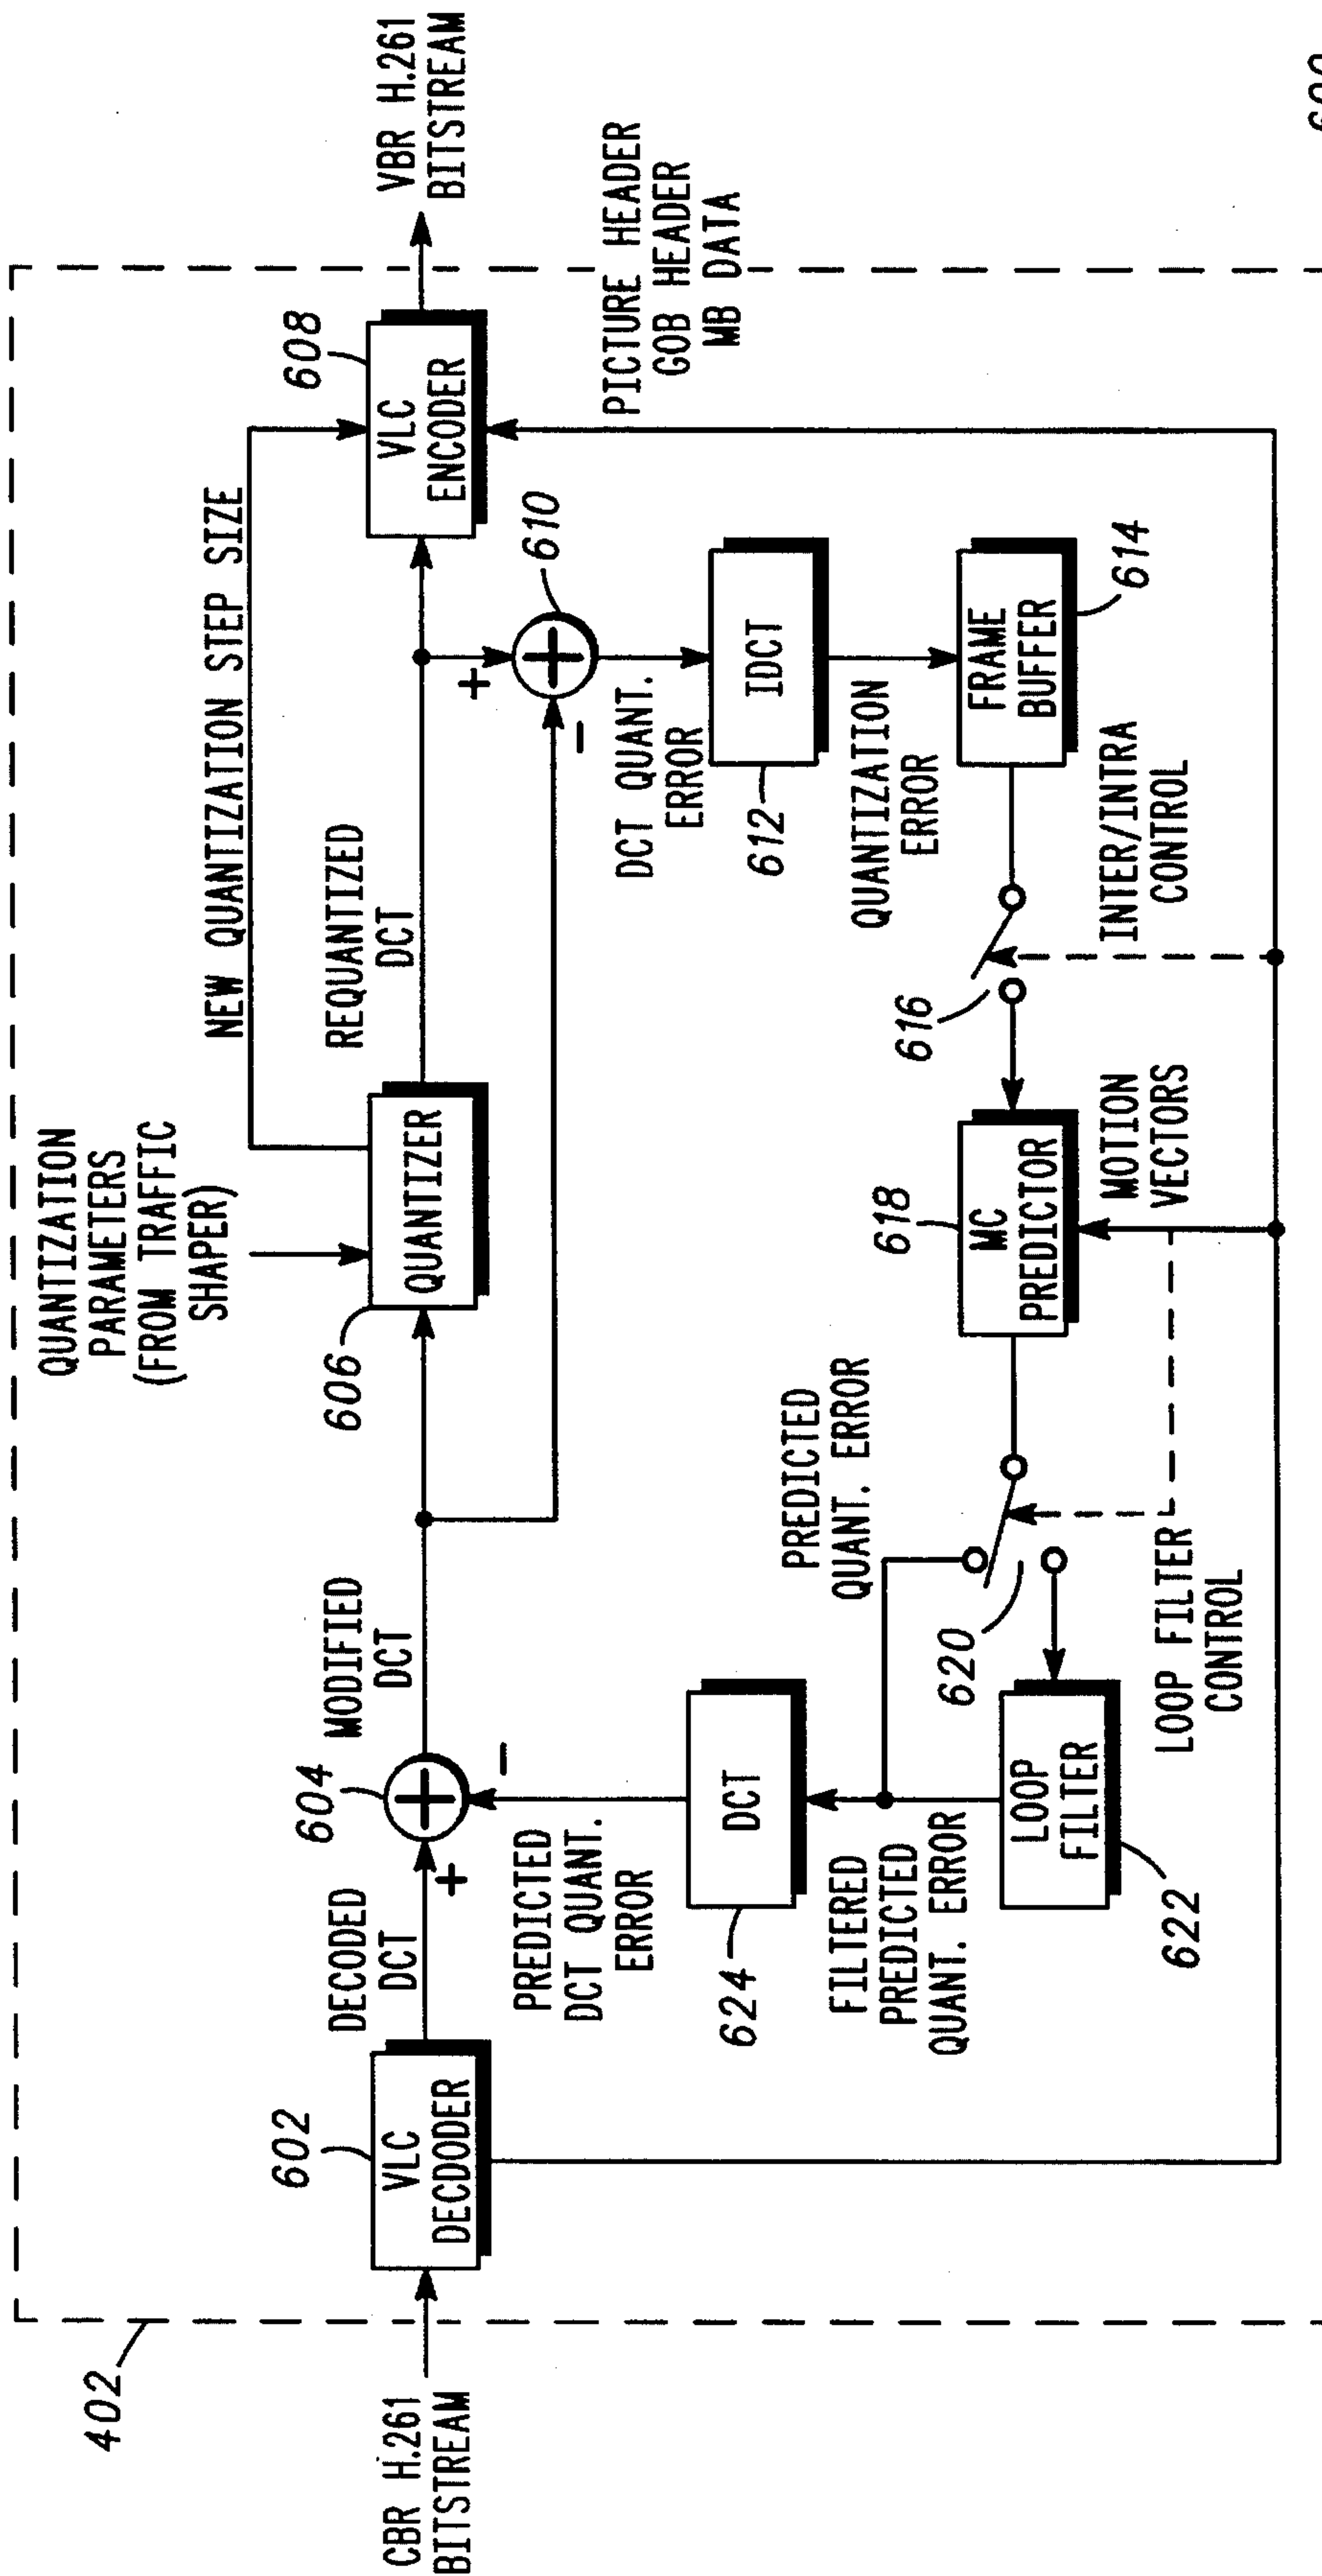 402
CBR H.261
BITSTREAM
602
VLC
DECDODER
DECODED
DCT
604
+
-
MODIFIED
DCT
QUANTIZATION
PARAMETERS
(FROM TRAFFIC
SHAPER)
606
QUANTIZER
NEW QUANTIZATION STEP SIZE
REQUANTIZED
DCT
608
VLC
ENCODER
VBR H.261
BITSTREAM
PICTURE HEADER
GOB HEADER
MB DATA
PREDICTED
DCT QUANT.
ERROR
DCT
624
FILTERED
PREDICTED
QUANT. ERROR
LOOP
FILTER
622
PREDICTED
QUANT. ERROR
620
LOOP FILTER
CONTROL
618
MC
PREDICTOR
MOTION
VECTORS
616
INTER/INTRA
CONTROL
+
-
610
DCT QUANT.
ERROR
IDCT
612
QUANTIZATION
ERROR
FRAME
BUFFER
614